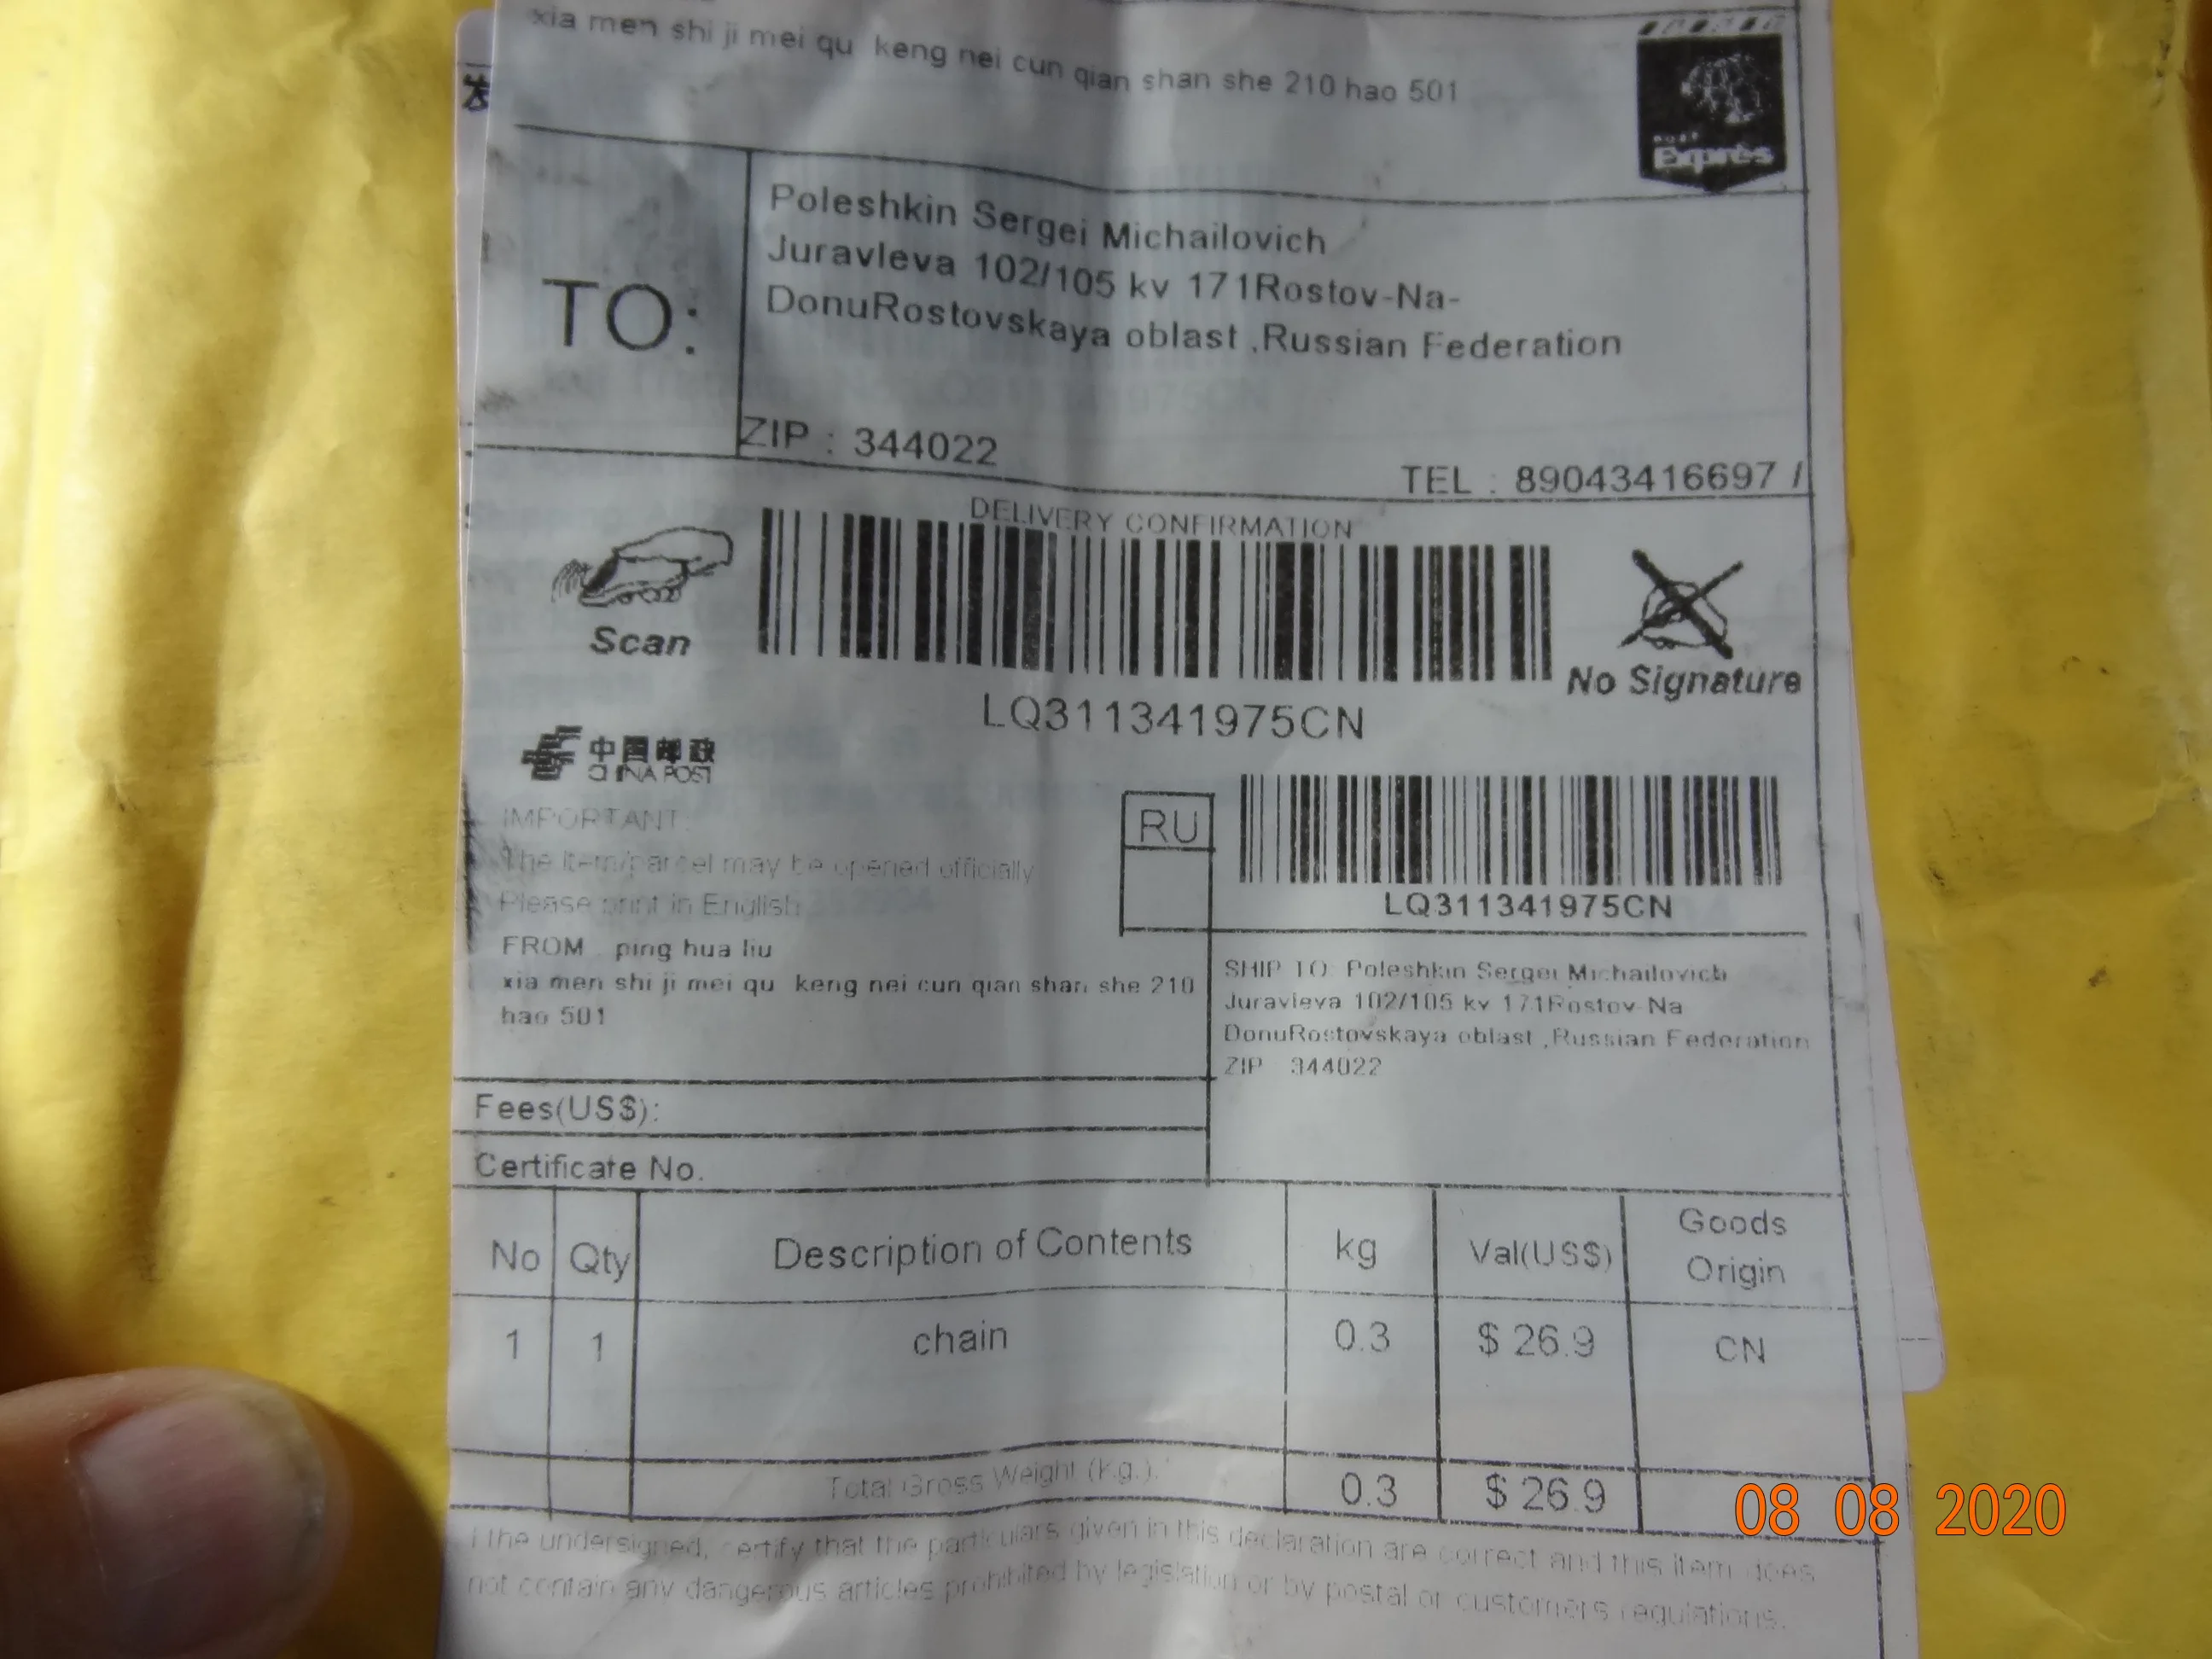 xia men shi ji mei qu keng nei cun qian shan she 210 hao 501
Express
TO:
Poleshkin Sergei Michailovich
Juravleva 102/105 kv 171Rostov-Na-
DonuRostovskaya oblast ,Russian Federation
ZIP : 344022
TEL : 89043416697 /
DELIVERY CONFIRMATION
Scan
No Signature
LQ311341975CN
中国邮政
CHINA POST
IMPORTANT:
The item/parcel may be opened officially
Please print in English
RU
LQ311341975CN
FROM : ping hua liu
xia men shi ji mei qu keng nei cun qian shan she 210
hao 501
SHIP TO: Poleshkin Sergei Michailovich
Juravleva 102/105 kv 171Rostov-Na
DonuRostovskaya oblast ,Russian Federation
ZIP 344022
Fees(US$):
Certificate No.
No Qty Description of Contents kg Val(US$) Goods Origin
1 1 chain 0.3 $ 26.9 CN
Total Gross Weight (Kg.): 0.3 $ 26.9
I the undersigned, certify that the particulars given in this declaration are correct and this item does
not contain any dangerous articles prohibited by legislation or by postal or customers regulations.
08 08 2020